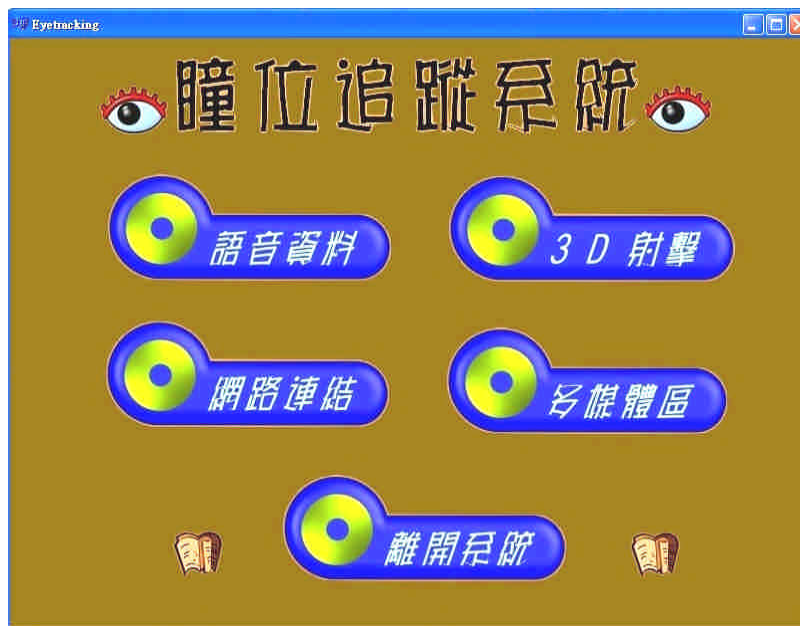 Eyetracking
瞳位追蹤系統
語音資料
3D射擊
網路連結
多媒體區
離開系統